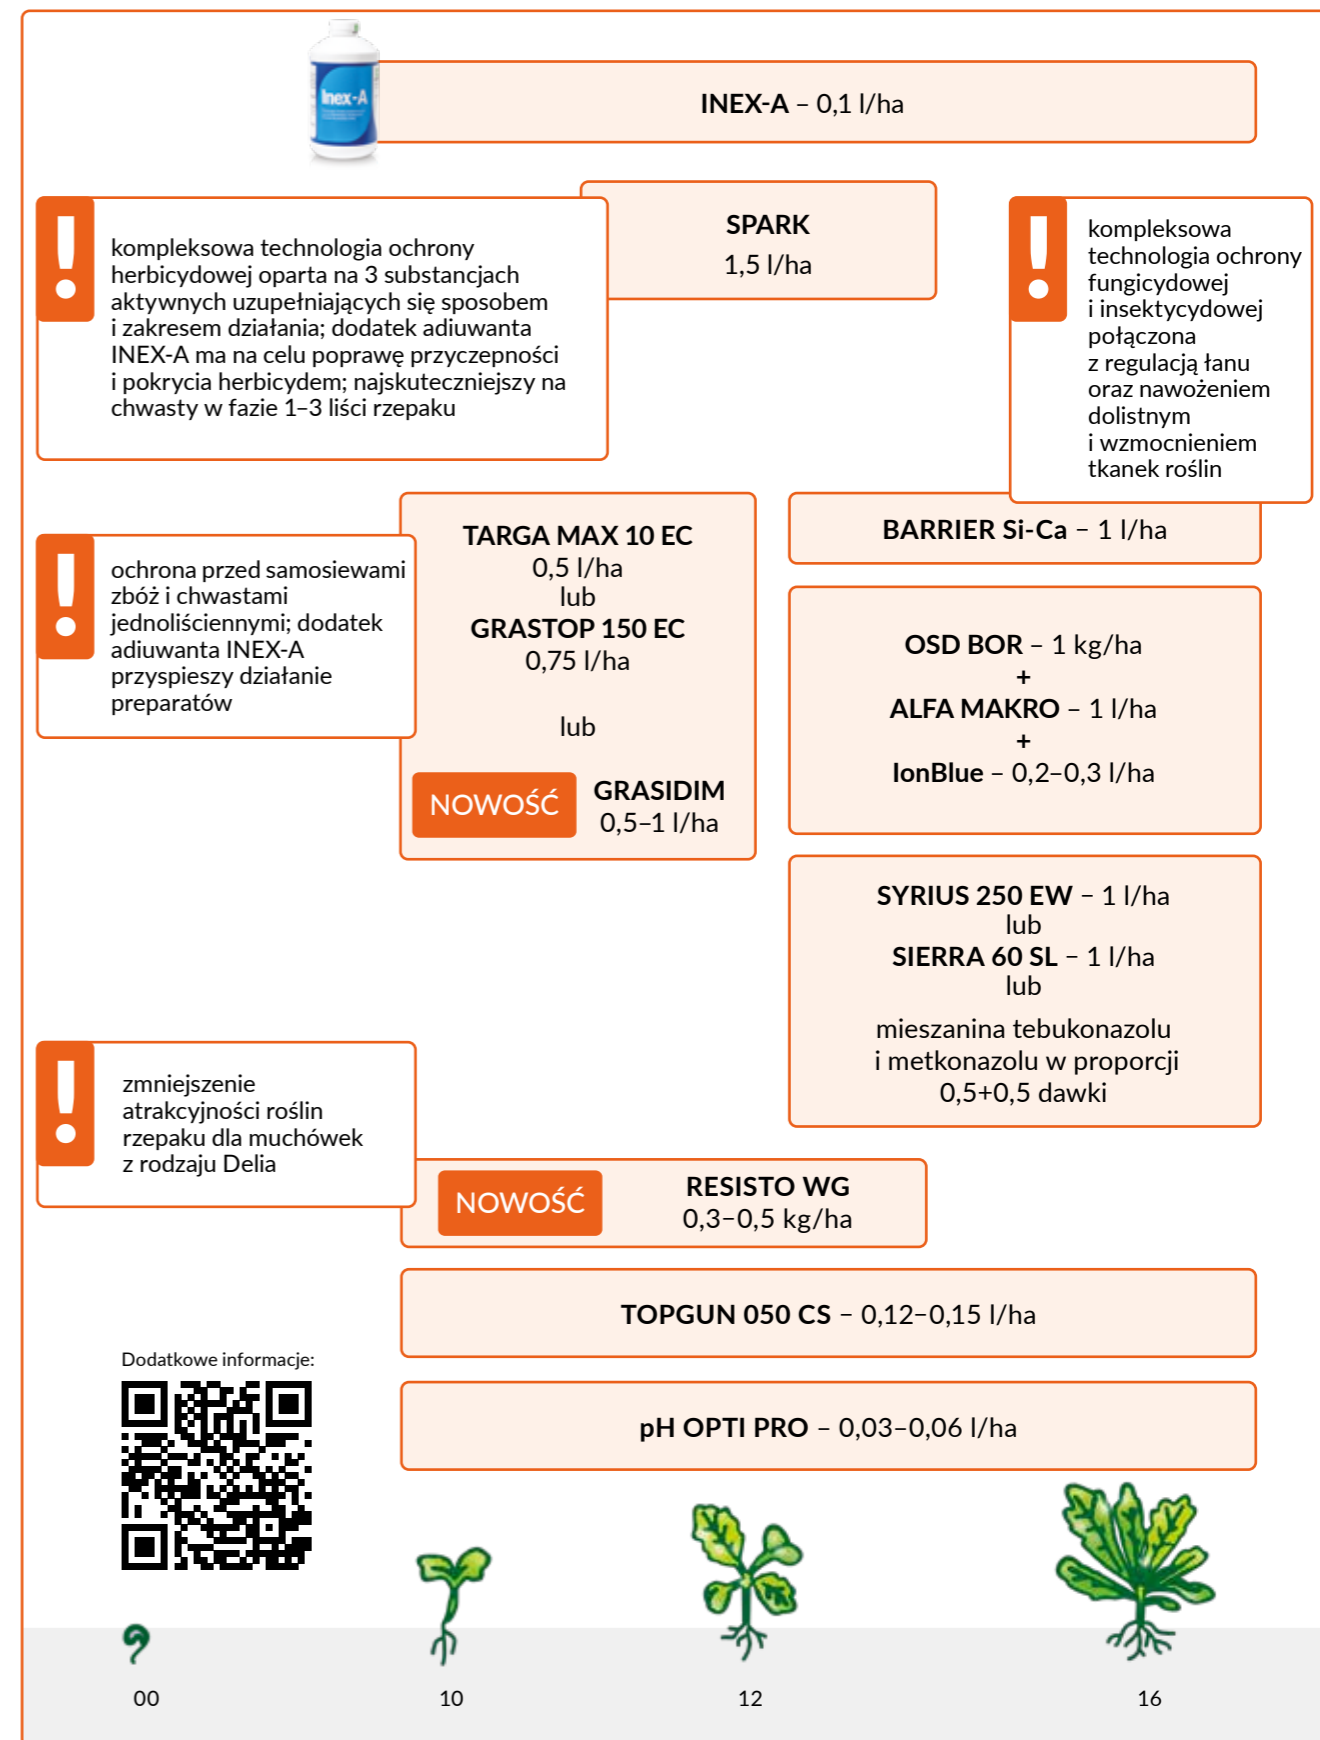 Inex-A
INEX-A – 0,1 l/ha
kompleksowa technologia ochrony
herbicydowej oparta na 3 substancjach
aktywnych uzupełniających się sposobem
i zakresem działania; dodatek adiuwanta
INEX-A ma na celu poprawę przyczepności
i pokrycia herbicydem; najskuteczniejszy na
chwasty w fazie 1–3 liści rzepaku
SPARK
1,5 l/ha
kompleksowa
technologia ochrony
fungicydowej
i insektycydowej
połączona
z regulacją łanu
oraz nawożeniem
dolistnym
i wzmocnieniem
tkanek roślin
ochrona przed samosiewami
zbóż i chwastami
jednoliściennymi; dodatek
adiuwanta INEX-A
przyspieszy działanie
preparatów
TARGA MAX 10 EC
0,5 l/ha
lub
GRASTOP 150 EC
0,75 l/ha
lub
NOWOŚĆ
GRASIDIM
0,5–1 l/ha
BARRIER Si-Ca – 1 l/ha
OSD BOR – 1 kg/ha
+
ALFA MAKRO – 1 l/ha
+
IonBlue – 0,2–0,3 l/ha
SYRIUS 250 EW – 1 l/ha
lub
SIERRA 60 SL – 1 l/ha
lub
mieszanina tebukonazolu
i metkonazolu w proporcji
0,5+0,5 dawki
zmniejszenie
atrakcyjności roślin
rzepaku dla muchówek
z rodzaju Delia
NOWOŚĆ
RESISTO WG
0,3–0,5 kg/ha
TOPGUN 050 CS – 0,12–0,15 l/ha
Dodatkowe informacje:
pH OPTI PRO – 0,03–0,06 l/ha
00
10
12
16